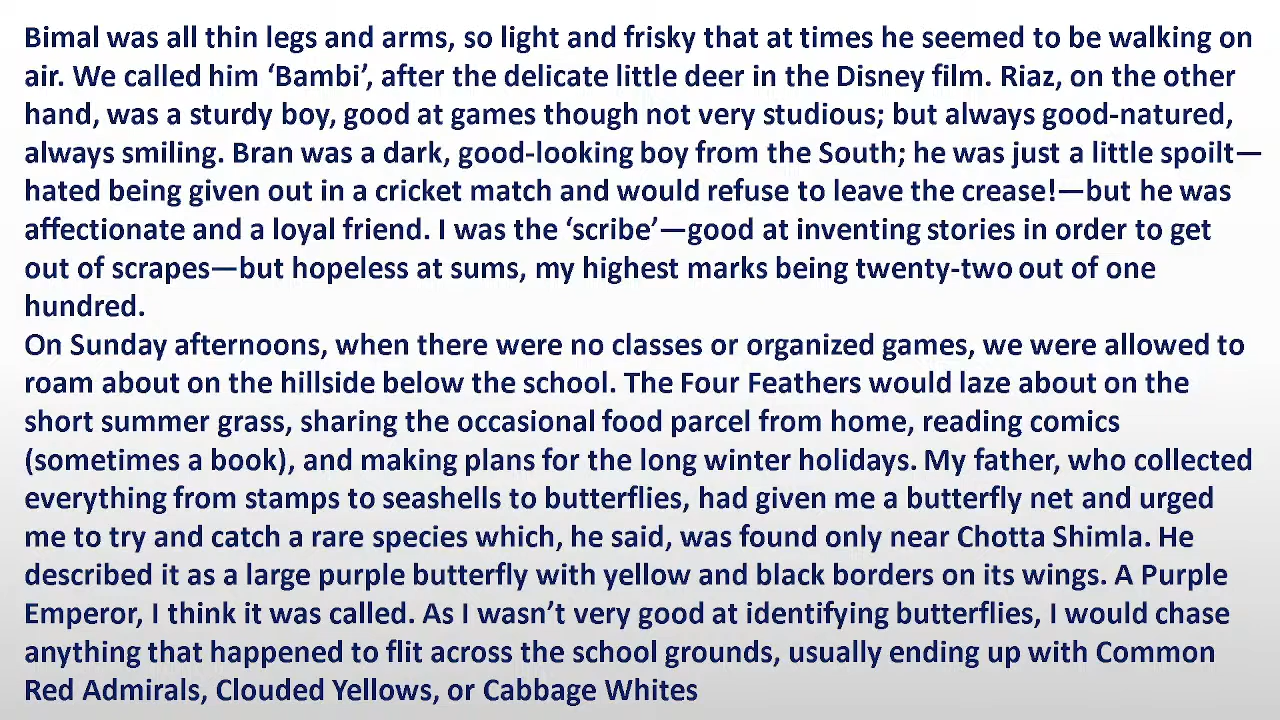 Bimal was all thin legs and arms, so light and frisky that at times he seemed to be walking on
air. We called him ‘Bambi’, after the delicate little deer in the Disney film. Riaz, on the other
hand, was a sturdy boy, good at games though not very studious; but always good-natured,
always smiling. Bran was a dark, good-looking boy from the South; he was just a little spoilt—
hated being given out in a cricket match and would refuse to leave the crease!—but he was
affectionate and a loyal friend. I was the ‘scribe’—good at inventing stories in order to get
out of scrapes—but hopeless at sums, my highest marks being twenty-two out of one
hundred.
On Sunday afternoons, when there were no classes or organized games, we were allowed to
roam about on the hillside below the school. The Four Feathers would laze about on the
short summer grass, sharing the occasional food parcel from home, reading comics
(sometimes a book), and making plans for the long winter holidays. My father, who collected
everything from stamps to seashells to butterflies, had given me a butterfly net and urged
me to try and catch a rare species which, he said, was found only near Chotta Shimla. He
described it as a large purple butterfly with yellow and black borders on its wings. A Purple
Emperor, I think it was called. As I wasn’t very good at identifying butterflies, I would chase
anything that happened to flit across the school grounds, usually ending up with Common
Red Admirals, Clouded Yellows, or Cabbage Whites